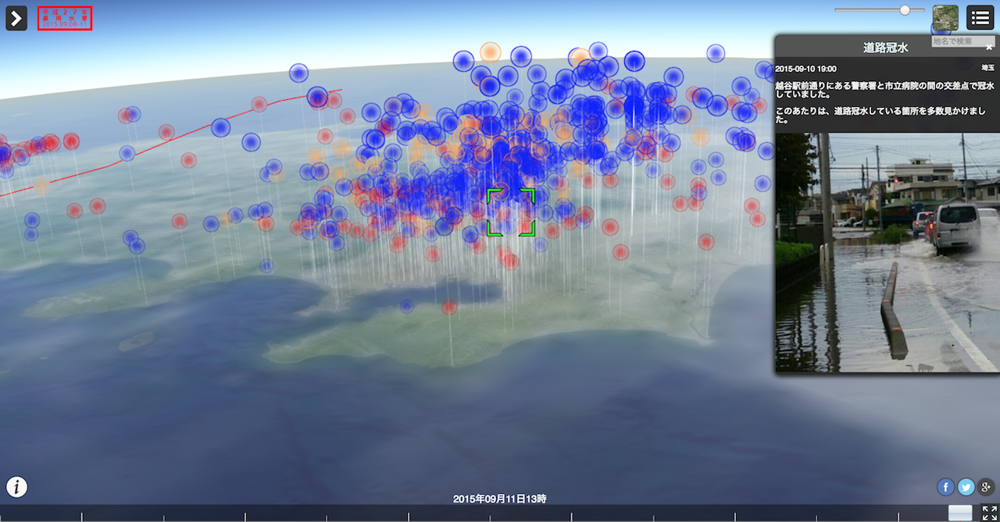 平成27年
豪雨水害
2015 09.08-11
地名で検索
道路冠水
2015-09-10 19:00
埼玉
越谷駅前通りにある警察署と市立病院の間の交差点で冠水
していました。
このあたりは、道路冠水している箇所を多数見かけまし
た。
2015年09月11日13時